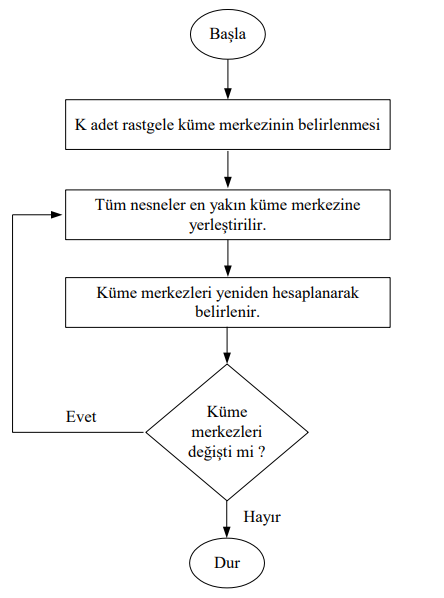 Başla
K adet rastgele küme merkezinin belirlenmesi
Tüm nesneler en yakın küme merkezine
yerleştirilir.
Küme merkezleri yeniden hesaplanarak
belirlenir.
Küme
merkezleri
değişti mi ?
Evet
Hayır
Dur